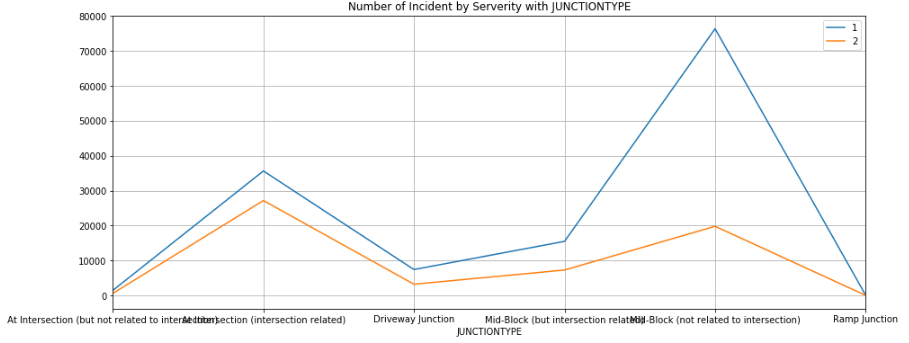 Number of Incident by Serverity with JUNCTIONTYPE
80000
70000
60000
50000
40000
30000
20000
10000
0
1
2
At Intersection (but not related to intersection)
At Intersection (intersection related)
Driveway Junction
Mid-Block (but intersection related)
Mid-Block (not related to intersection)
Ramp Junction
JUNCTIONTYPE